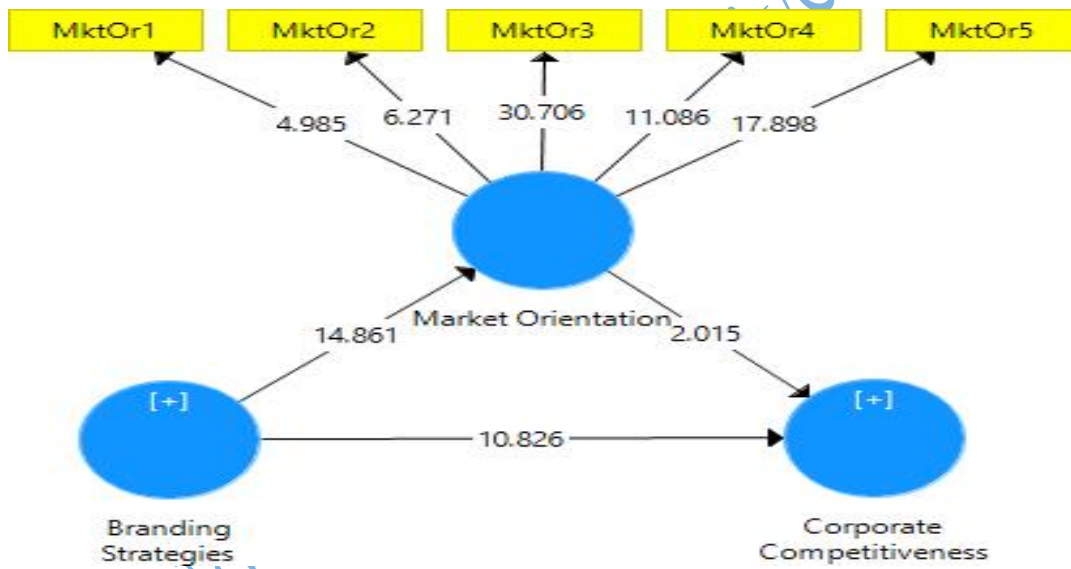 MktOr1 MktOr2 MktOr3 MktOr4 MktOr5
4.985 6.271 30.706 11.086 17.898
Market Orientation
14.861 2.015
[+] [+]
10.826
Branding
Strategies
Corporate
Competitiveness